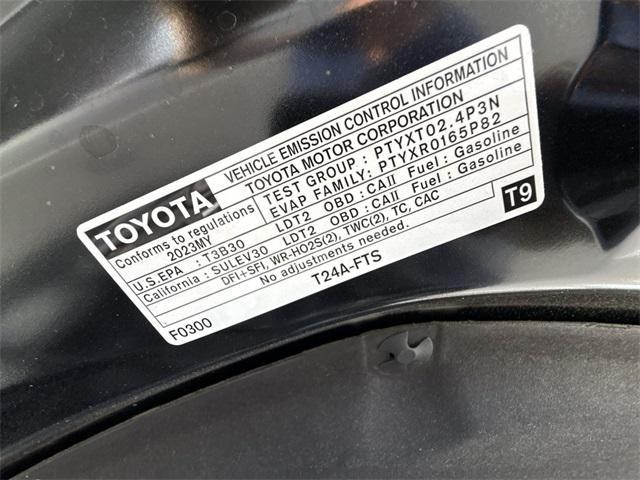 TOYOTA
VEHICLE EMISSION CONTROL INFORMATION
TOYOTA MOTOR CORPORATION
Conforms to regulations
2023MY
TEST GROUP : PTYXT02.4P3N
EVAP FAMILY: PTYXR0165P82
U.S.EPA : T3B30 LDT2 OBD :CAII Fuel : Gasoline
California : SULEV30 LDT2 OBD :CAII Fuel : Gasoline
DFI+SFI, WR-HO2S(2), TWC(2), TC, CAC
No adjustments needed.
T9
F0300 T24A-FTS